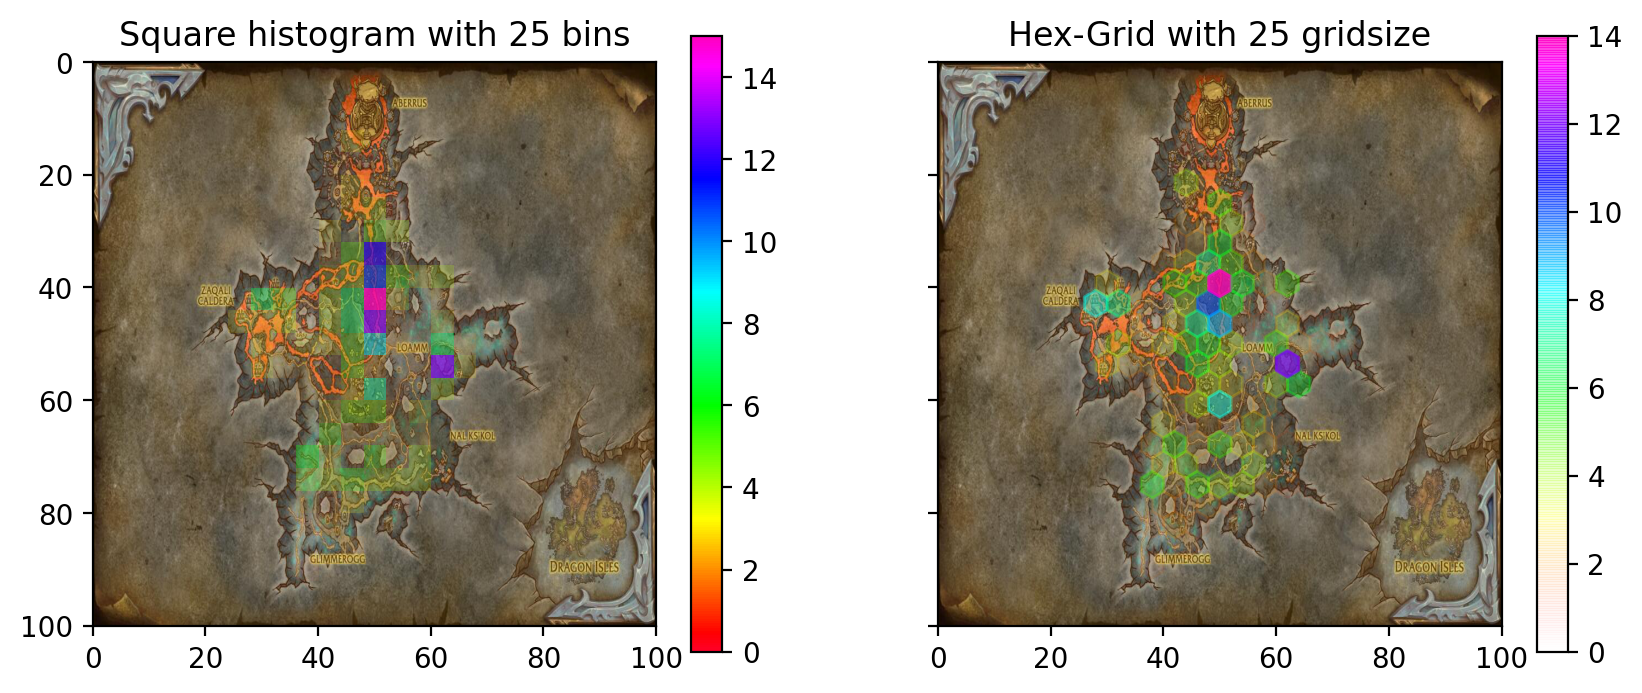 Square histogram with 25 bins
Hex-Grid with 25 gridsize
0
20
40
60
80
100
0 20 40 60 80 100
14
12
10
8
6
4
2
0
ABERRUS
ZAQALI
CALDERA
LOAMM
NAL KS'KOL
GLIMMEROGG
DRAGON ISLES
0 20 40 60 80 100
14
12
10
8
6
4
2
0
ABERRUS
ZAQALI
CALDERA
LOAMM
NAL KS'KOL
GLIMMEROGG
DRAGON ISLES